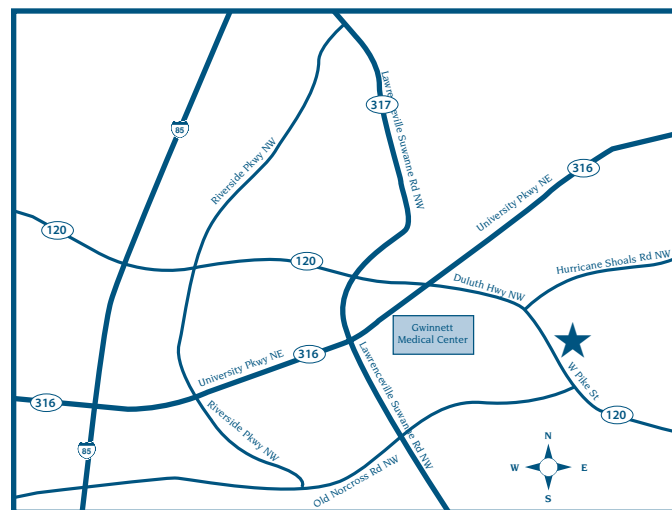 317
85
Lawrenceville Suwanne Rd NW
Riverside Pkwy NW
316
University Pkwy NE
120
120
Duluth Hwy NW
Hurricane Shoals Rd NW
Gwinnett
Medical Center
University Pkwy NE
316
Lawrenceville Suwanne Rd NW
W Pike St
316
120
Riverside Pkwy NW
85
Old Norcross Rd NW
N
W
E
S